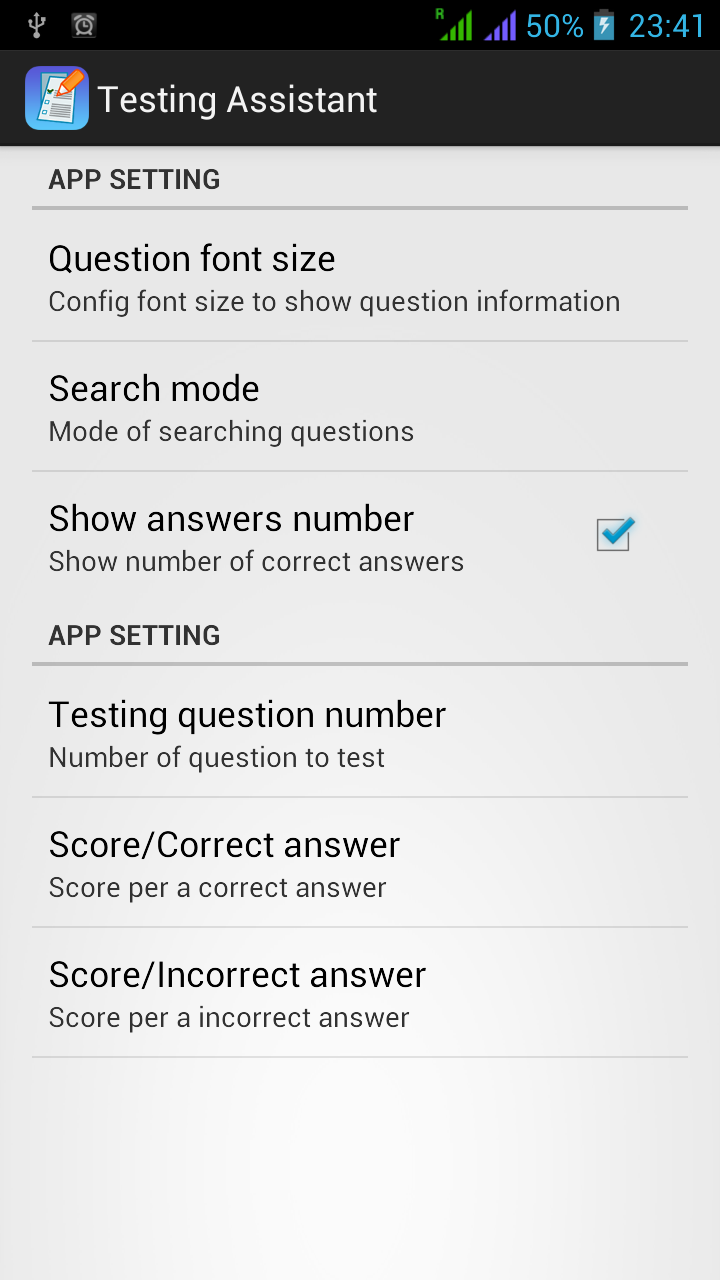 R 50% 23:41
Testing Assistant
APP SETTING
Question font size
Config font size to show question information
Search mode
Mode of searching questions
Show answers number
Show number of correct answers
APP SETTING
Testing question number
Number of question to test
Score/Correct answer
Score per a correct answer
Score/Incorrect answer
Score per a incorrect answer